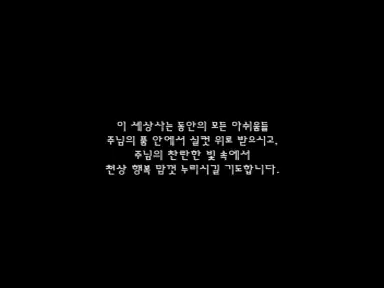 이 세상사는 동안의 모든 아쉬움들
주님의 품 안에서 실컷 위로 받으시고,
주님의 찬란한 빛 속에서
천상 행복 맘껏 누리시길 기도합니다.